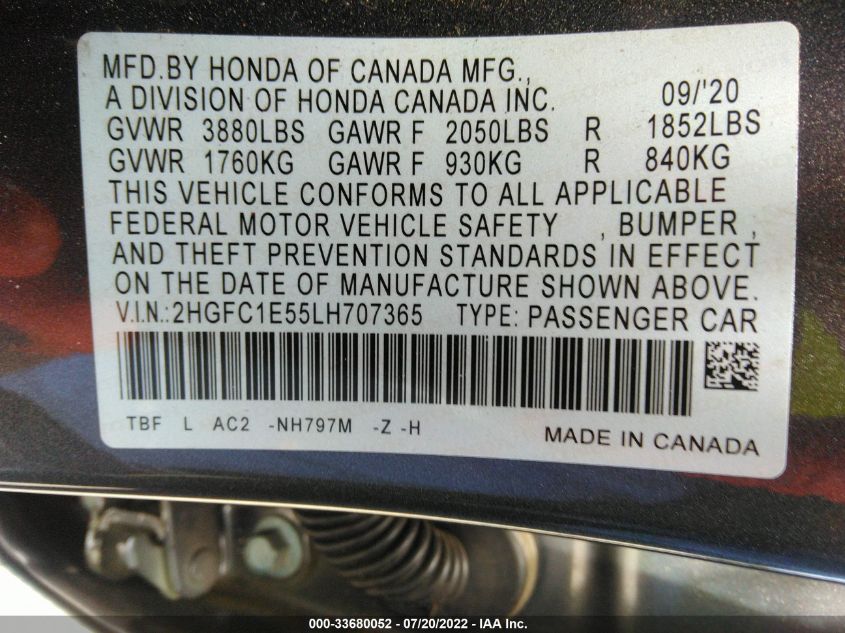 MFD.BY HONDA OF CANADA MFG.,
A DIVISION OF HONDA CANADA INC. 09/'20
GVWR 3880LBS GAWR F 2050LBS R 1852LBS
GVWR 1760KG GAWR F 930KG R 840KG
THIS VEHICLE CONFORMS TO ALL APPLICABLE
FEDERAL MOTOR VEHICLE SAFETY , BUMPER ,
AND THEFT PREVENTION STANDARDS IN EFFECT
ON THE DATE OF MANUFACTURE SHOWN ABOVE.
V.I.N.:2HGFC1E55LH707365 TYPE: PASSENGER CAR
TBF L AC2 -NH797M -Z -H MADE IN CANADA
000-33680052 - 07/20/2022 - IAA Inc.